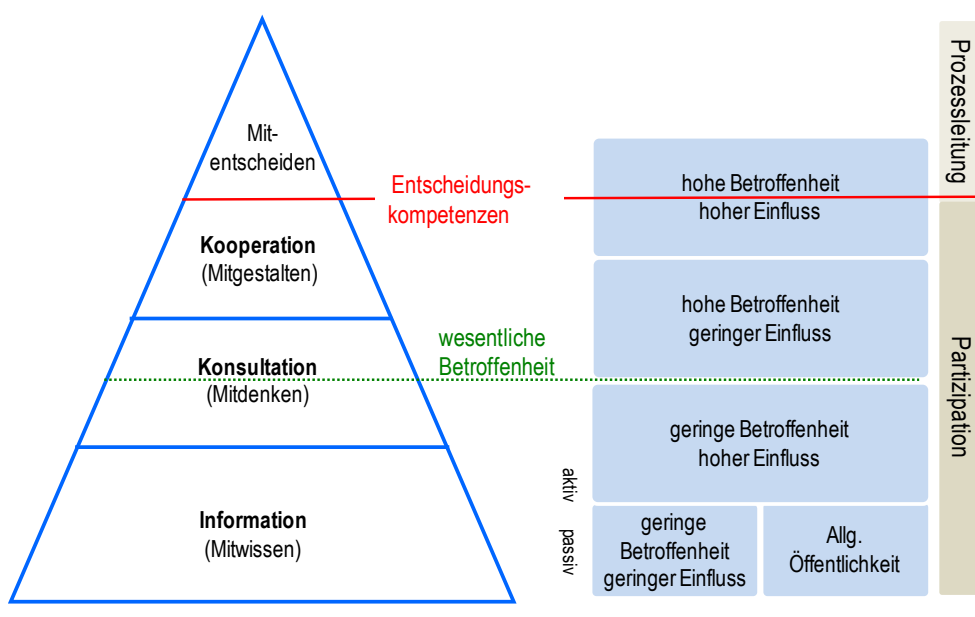 Mit-
entscheiden
Entscheidungs-
kompetenzen
Kooperation
(Mitgestalten)
wesentliche
Betroffenheit
Konsultation
(Mitdenken)
Information
(Mitwissen)
hohe Betroffenheit
hoher Einfluss
hohe Betroffenheit
geringer Einfluss
geringe Betroffenheit
hoher Einfluss
aktiv
passiv
geringe
Betroffenheit
geringer Einfluss
Allg.
Öffentlichkeit
Prozessleitung
Partizipation